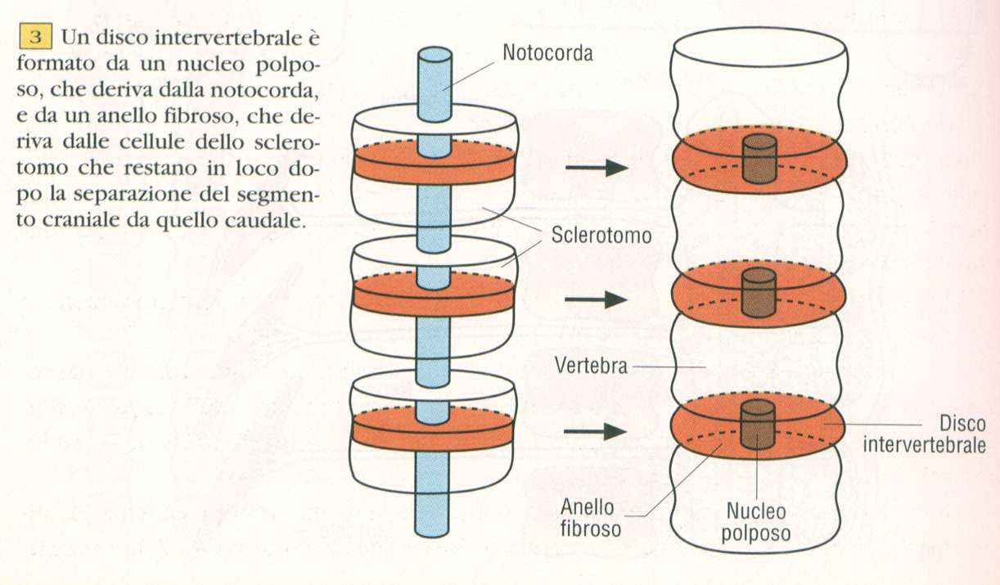 3 Un disco intervertebrale è
formato da un nucleo polpo-
so, che deriva dalla notocorda,
e da un anello fibroso, che de-
riva dalle cellule dello sclero-
tomo che restano in loco do-
po la separazione del segmen-
to craniale da quello caudale.
Notocorda
Sclerotomo
Vertebra
Disco
intervertebrale
Anello
fibroso
Nucleo
polposo